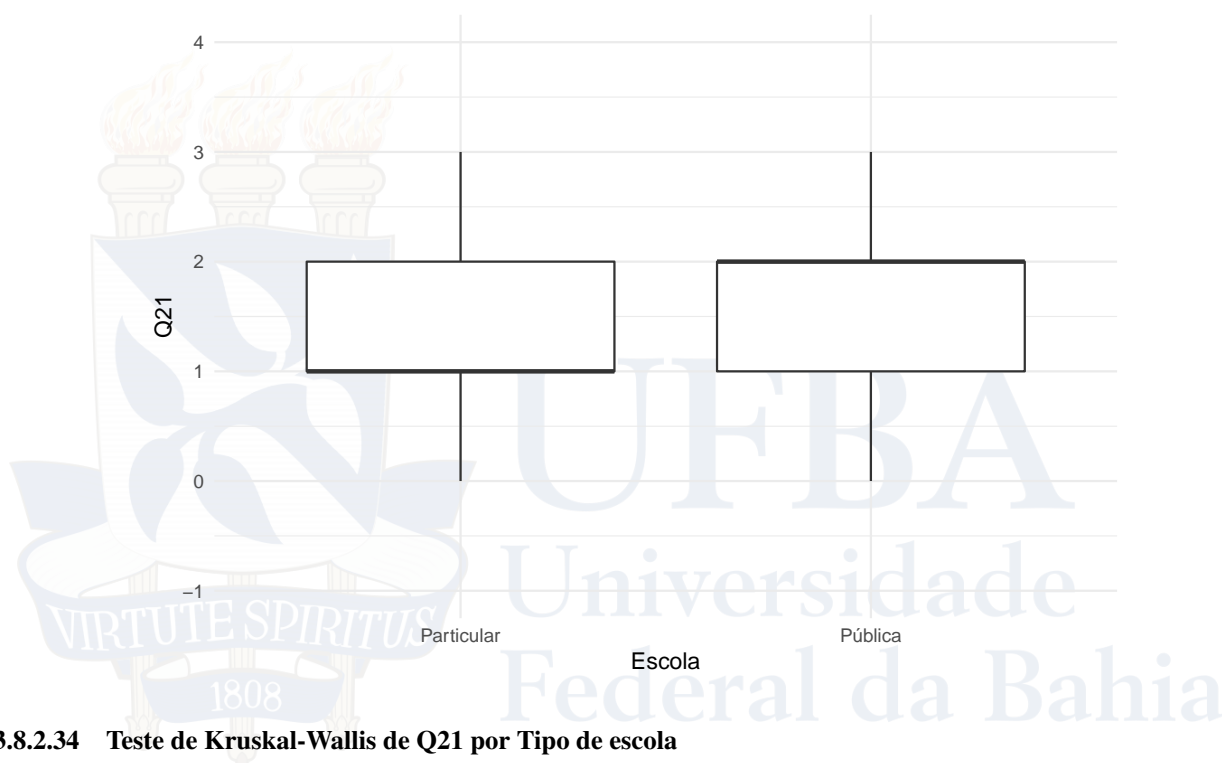 4
3
2
1
0
−1
Q21
Particular Pública
Escola
UFBA
Universidade
Federal da Bahia
VIRTUTE SPIRITUS
1808
3.8.2.34 Teste de Kruskal-Wallis de Q21 por Tipo de escola